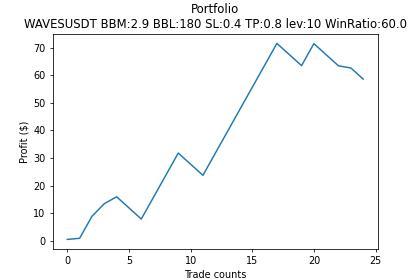 Portfolio
WAVESUSDT BBM:2.9 BBL:180 SL:0.4 TP:0.8 lev:10 WinRatio:60.0
70
60
50
40
30
20
10
0
Profit ($)
0 5 10 15 20 25
Trade counts